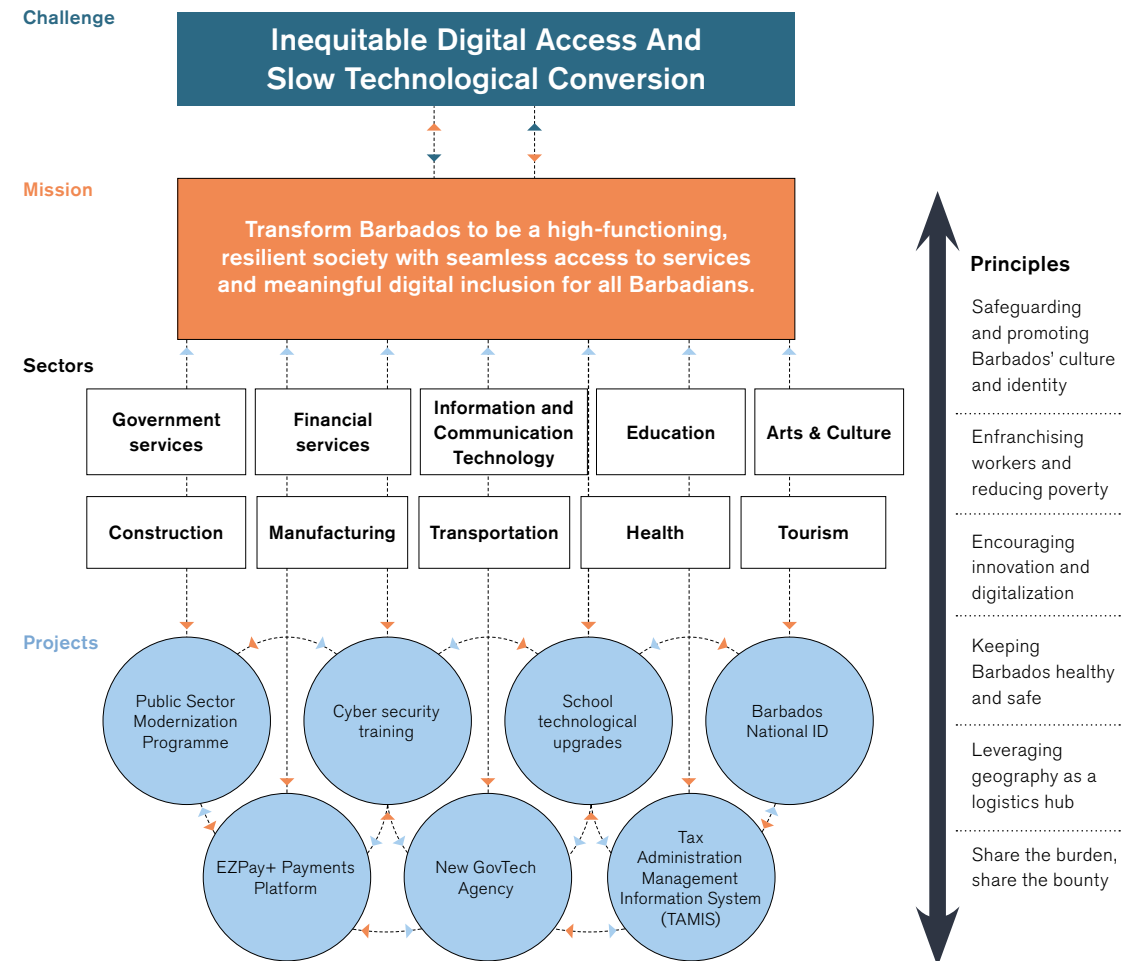 Challenge
Inequitable Digital Access And
Slow Technological Conversion
Mission
Transform Barbados to be a high-functioning,
resilient society with seamless access to services
and meaningful digital inclusion for all Barbadians.
Sectors
Government
services
Financial
services
Information and
Communication
Technology
Education
Arts & Culture
Construction
Manufacturing
Transportation
Health
Tourism
Projects
Public Sector
Modernization
Programme
Cyber security
training
School
technological
upgrades
Barbados
National ID
EZPay+ Payments
Platform
New GovTech
Agency
Tax
Administration
Management
Information System
(TAMIS)
Principles
Safeguarding
and promoting
Barbados’ culture
and identity
Enfranchising
workers and
reducing poverty
Encouraging
innovation and
digitalization
Keeping
Barbados healthy
and safe
Leveraging
geography as a
logistics hub
Share the burden,
share the bounty